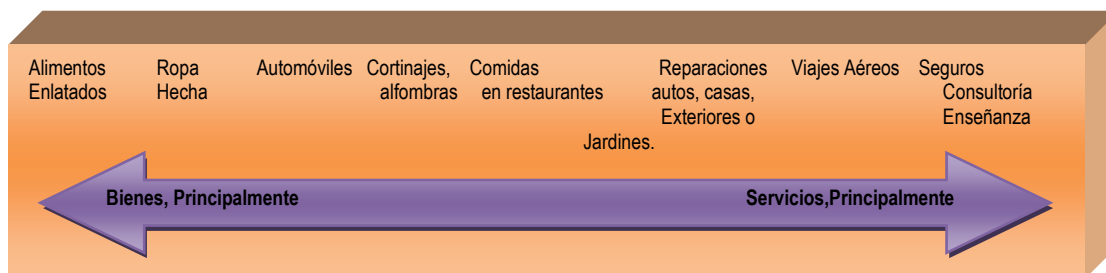 Alimentos Ropa Automóviles Cortinajes, Comidas Reparaciones Viajes Aéreos Seguros
Enlatados Hecha alfombras en restaurantes autos, casas, Consultoría
Exteriores o Enseñanza
Jardines.
Bienes, Principalmente Servicios,Principalmente